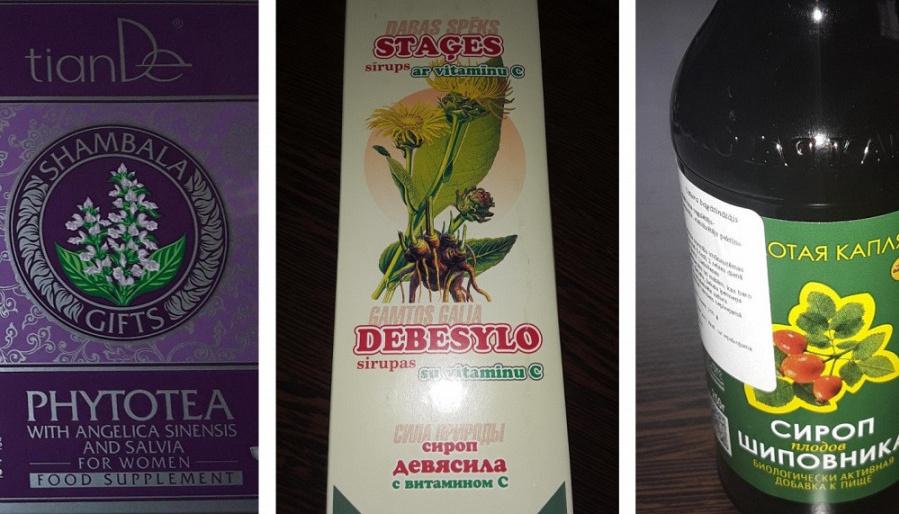 tianDe
SHAMBALA
GIFTS
PHYTOTEA
WITH ANGELICA SINENSIS
AND SALVIA
FOR WOMEN
FOOD SUPPLEMENT
DABAS SPĒKS
STAĢES
sīrups ar vitamīnu C
GAMTOS GALIA
DEBESYLO
sirupas su vitaminu C
СИЛА ПРИРОДЫ
сироп
девясила
с витамином С
ОТАЯ КАПЛЯ
СИРОП
плодов
ШИПОВНИКА
БИОЛОГИЧЕСКИ АКТИВНАЯ
ДОБАВКА К ПИЩЕ